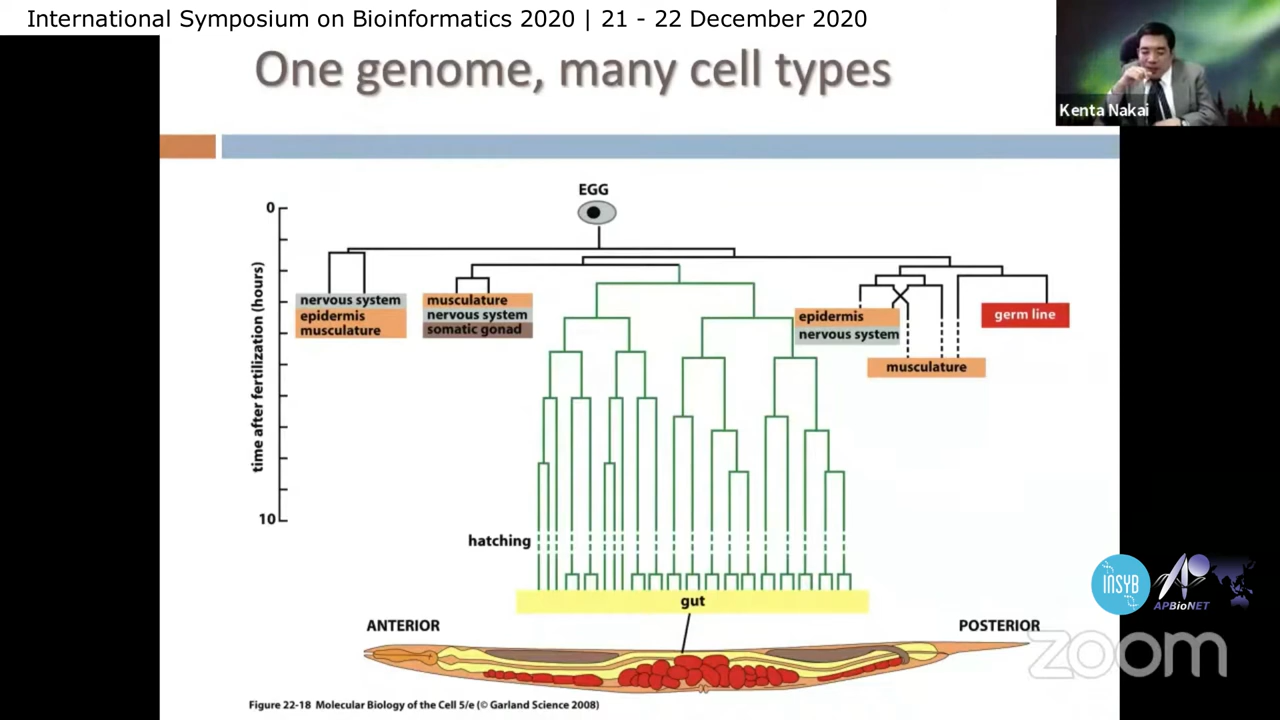 International Symposium on Bioinformatics 2020 | 21 - 22 December 2020
One genome, many cell types
Kenta Nakai
EGG
0
time after fertilization (hours)
10
nervous system
epidermis
musculature
musculature
nervous system
somatic gonad
epidermis
nervous system
musculature
germ line
hatching
gut
ANTERIOR
POSTERIOR
INSYB
APBioNET
zoom
Figure 22-18 Molecular Biology of the Cell 5/e (© Garland Science 2008)